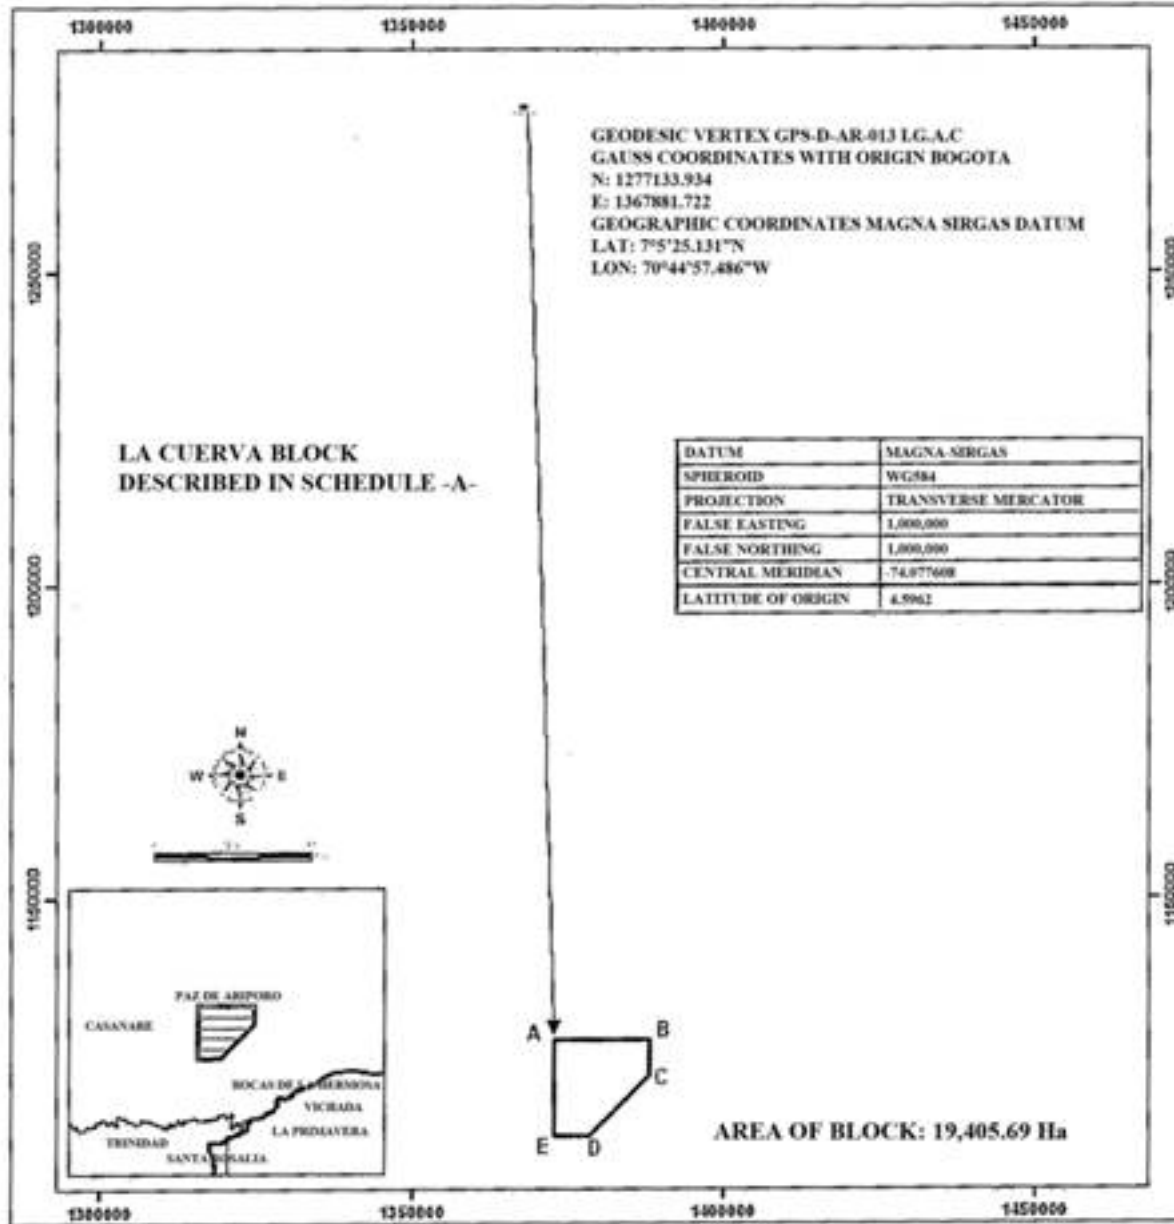 1300000 1350000 1400000 1450000
GEODESIC VERTEX GPS-D-AR-013 I.G.A.C
GAUSS COORDINATES WITH ORIGIN BOGOTA
N: 1277133.934
E: 1367881.722
GEOGRAPHIC COORDINATES MAGNA SIRGAS DATUM
LAT: 7°5'25.131"N
LON: 70°44'57.486"W
1250000
LA CUERVA BLOCK
DESCRIBED IN SCHEDULE -A-
DATUM MAGNA-SIRGAS
SPHEROID WGS84
PROJECTION TRANSVERSE MERCATOR
FALSE EASTING 1,000,000
FALSE NORTHING 1,000,000
CENTRAL MERIDIAN -74.077608
LATITUDE OF ORIGIN 4.5962
1200000 1200000
N
W E
S
1150000 1150000
PAZ DE ARIPORO
CASANARE
VICHADA
LA PRIMAVERA
TRINIDAD
A B
C
E D
AREA OF BLOCK: 19,405.69 Ha
1300000 1350000 1400000 1450000